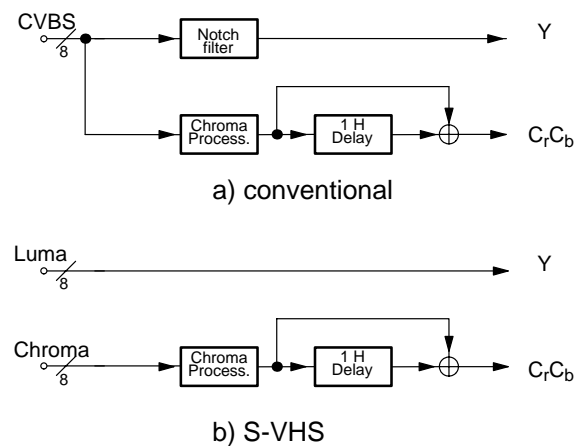 CVBS
8
Notch
filter
Y
Chroma
Process.
1 H
Delay
CrCb
a) conventional
Luma
8
Y
Chroma
8
Chroma
Process.
1 H
Delay
CrCb
b) S-VHS